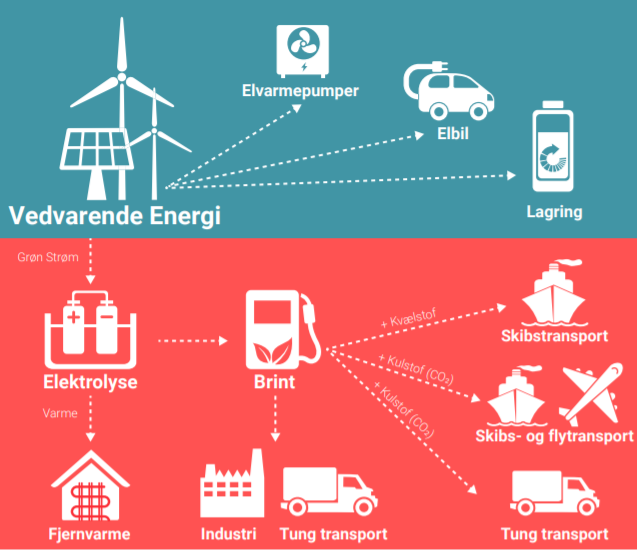 Elvarmepumper
Elbil
Vedvarende Energi
Lagring
Grøn Strøm
+ Kvælstof
Skibstransport
Elektrolyse
Brint
+ Kulstof (CO₂)
+ Kulstof (CO₂)
Varme
Skibs- og flytransport
Fjernvarme
Industri
Tung transport
Tung transport